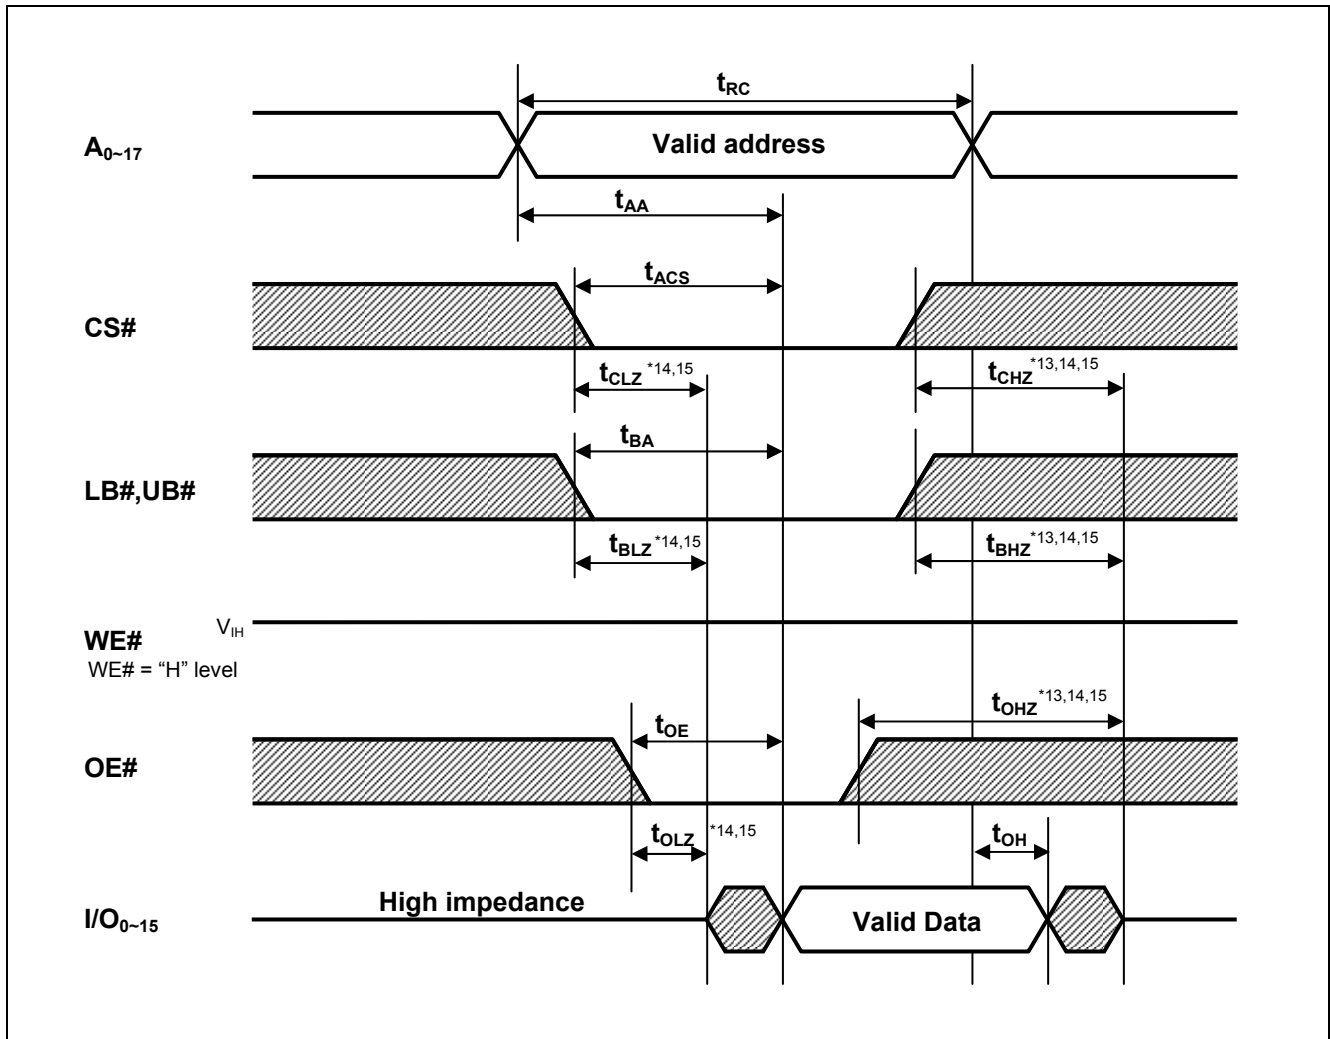 tRC
A0~17
Valid address
tAA
tACS
CS#
tCLZ *14,15
tCHZ *13,14,15
tBA
LB#,UB#
tBLZ *14,15
tBHZ *13,14,15
VIH
WE#
WE# = “H” level
tOHZ *13,14,15
tOE
OE#
tOLZ *14,15
tOH
High impedance
I/O0~15
Valid Data